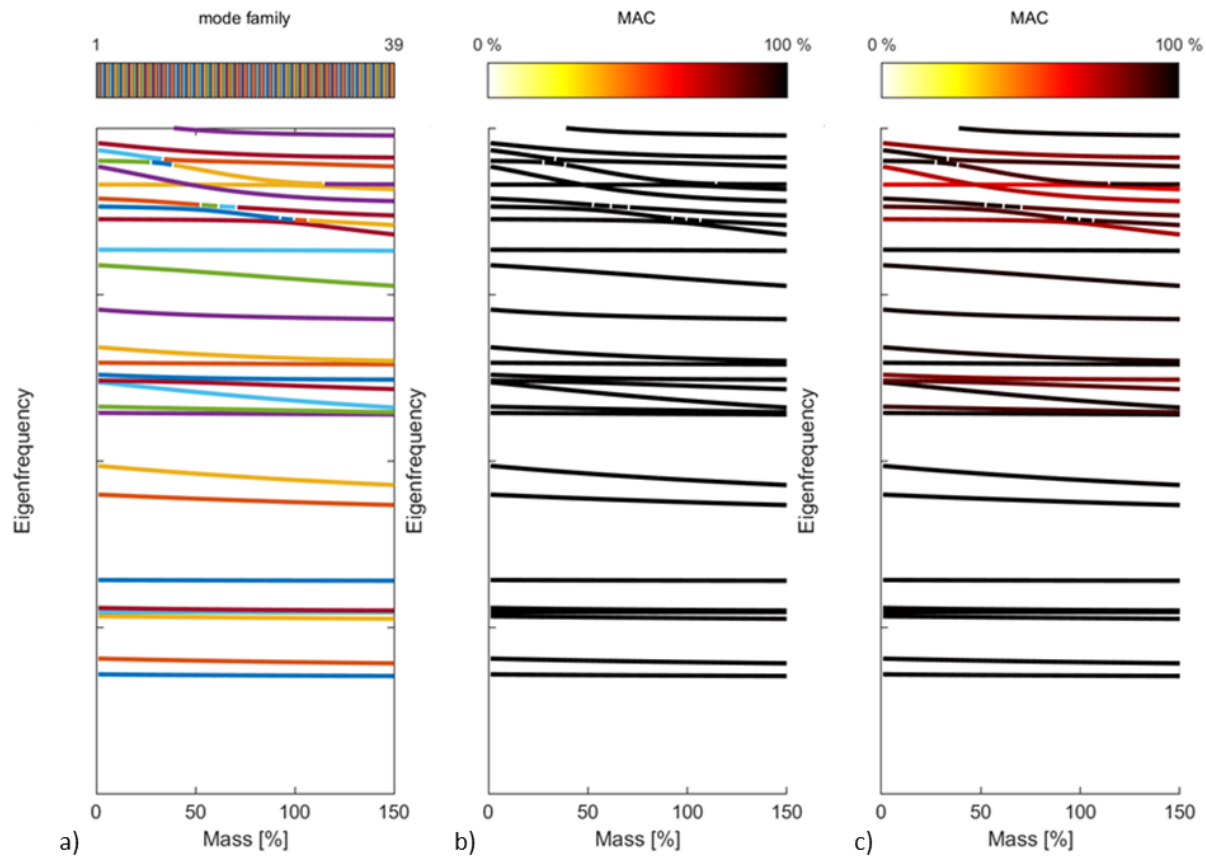 mode family
1 39
Eigenfrequency
0 50 100 150
Mass [%]
a)
MAC
0 % 100 %
Eigenfrequency
0 50 100 150
Mass [%]
b)
MAC
0 % 100 %
Eigenfrequency
0 50 100 150
Mass [%]
c)